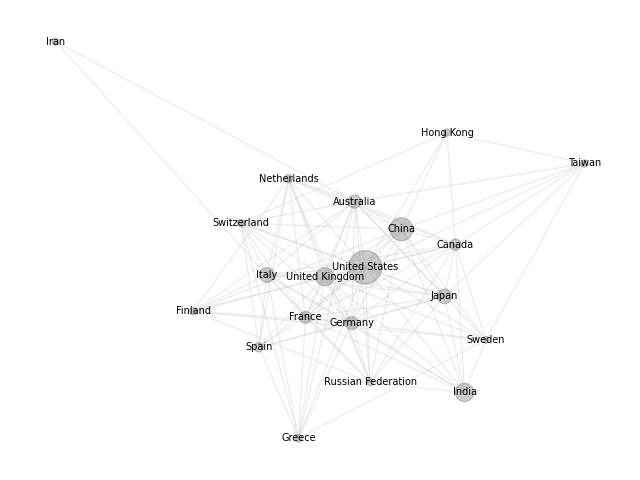 Iran
Hong Kong
Taiwan
Netherlands
Australia
Switzerland
China
Canada
United States
Italy
United Kingdom
Japan
Finland
France
Germany
Sweden
Spain
Russian Federation
India
Greece